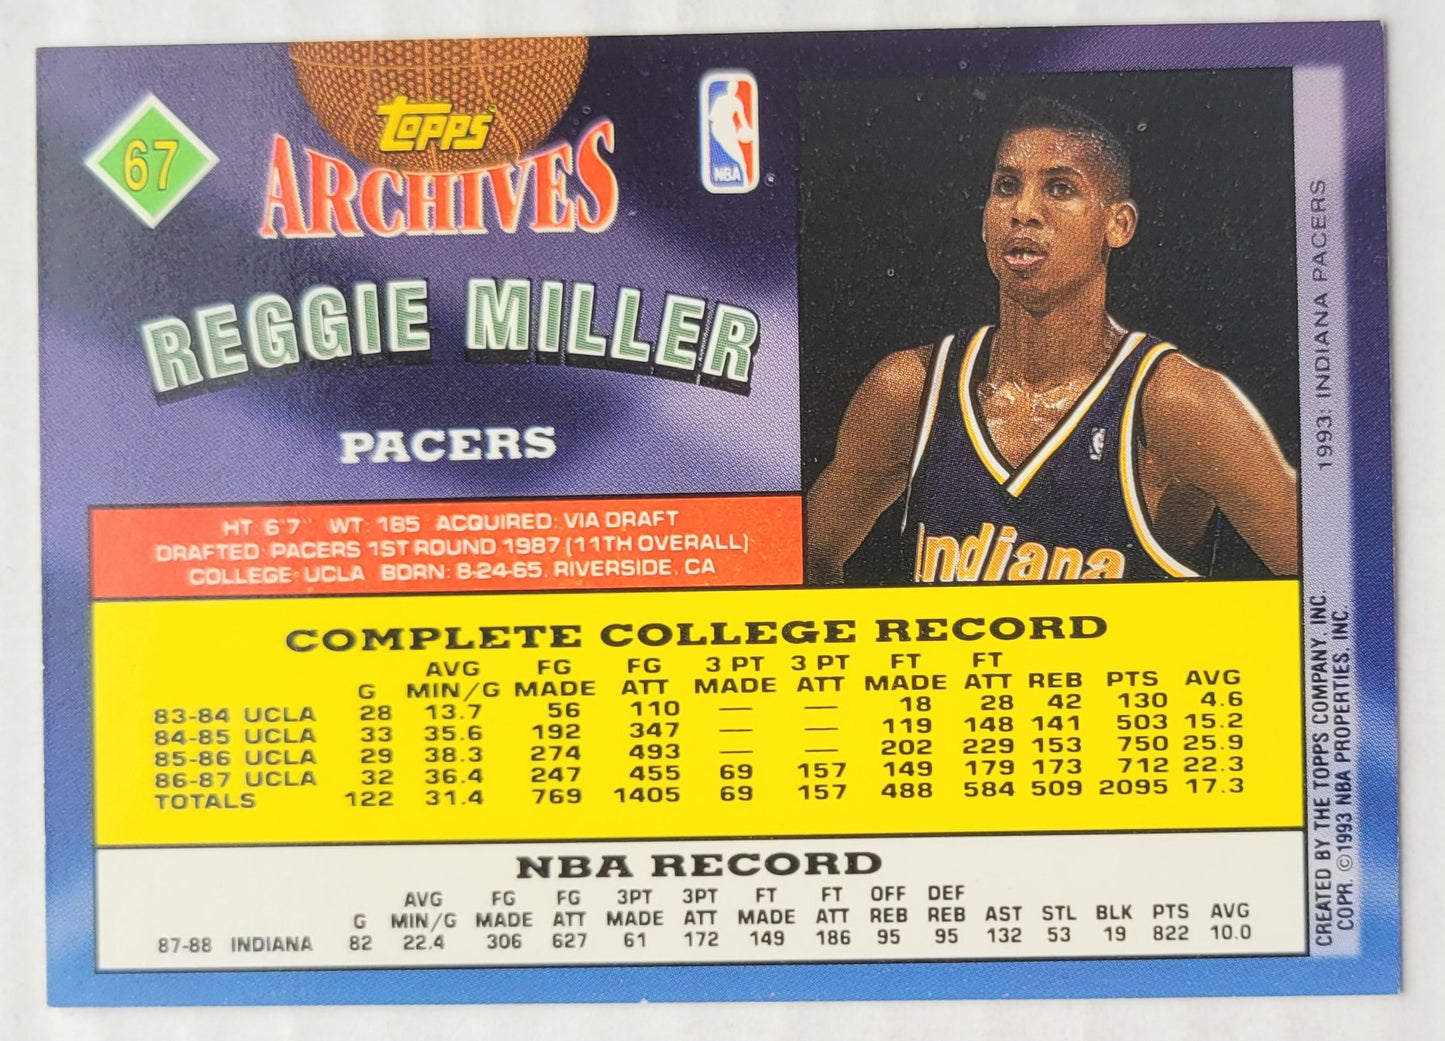 67
TOPPS
ARCHIVES
NBA
REGGIE MILLER
PACERS
HT: 6'7" WT: 185 ACQUIRED: VIA DRAFT
DRAFTED: PACERS 1ST ROUND 1987 (11TH OVERALL)
COLLEGE: UCLA BORN: 8-24-65, RIVERSIDE, CA
Indiana
1993: INDIANA PACERS
COMPLETE COLLEGE RECORD
AVG FG FG 3 PT 3 PT FT FT
G MIN/G MADE ATT MADE ATT MADE ATT REB PTS AVG
83-84 UCLA 28 13.7 56 110 — — 18 28 42 130 4.6
84-85 UCLA 33 35.6 192 347 — — 119 148 141 503 15.2
85-86 UCLA 29 38.3 274 493 — — 202 229 153 750 25.9
86-87 UCLA 32 36.4 247 455 69 157 149 179 173 712 22.3
TOTALS 122 31.4 769 1405 69 157 488 584 509 2095 17.3
NBA RECORD
AVG FG FG 3PT 3PT FT FT OFF DEF
G MIN/G MADE ATT MADE ATT MADE ATT REB REB AST STL BLK PTS AVG
87-88 INDIANA 82 22.4 306 627 61 172 149 186 95 95 132 53 19 822 10.0
CREATED BY THE TOPPS COMPANY, INC.
COPR. ©1993 NBA PROPERTIES, INC.